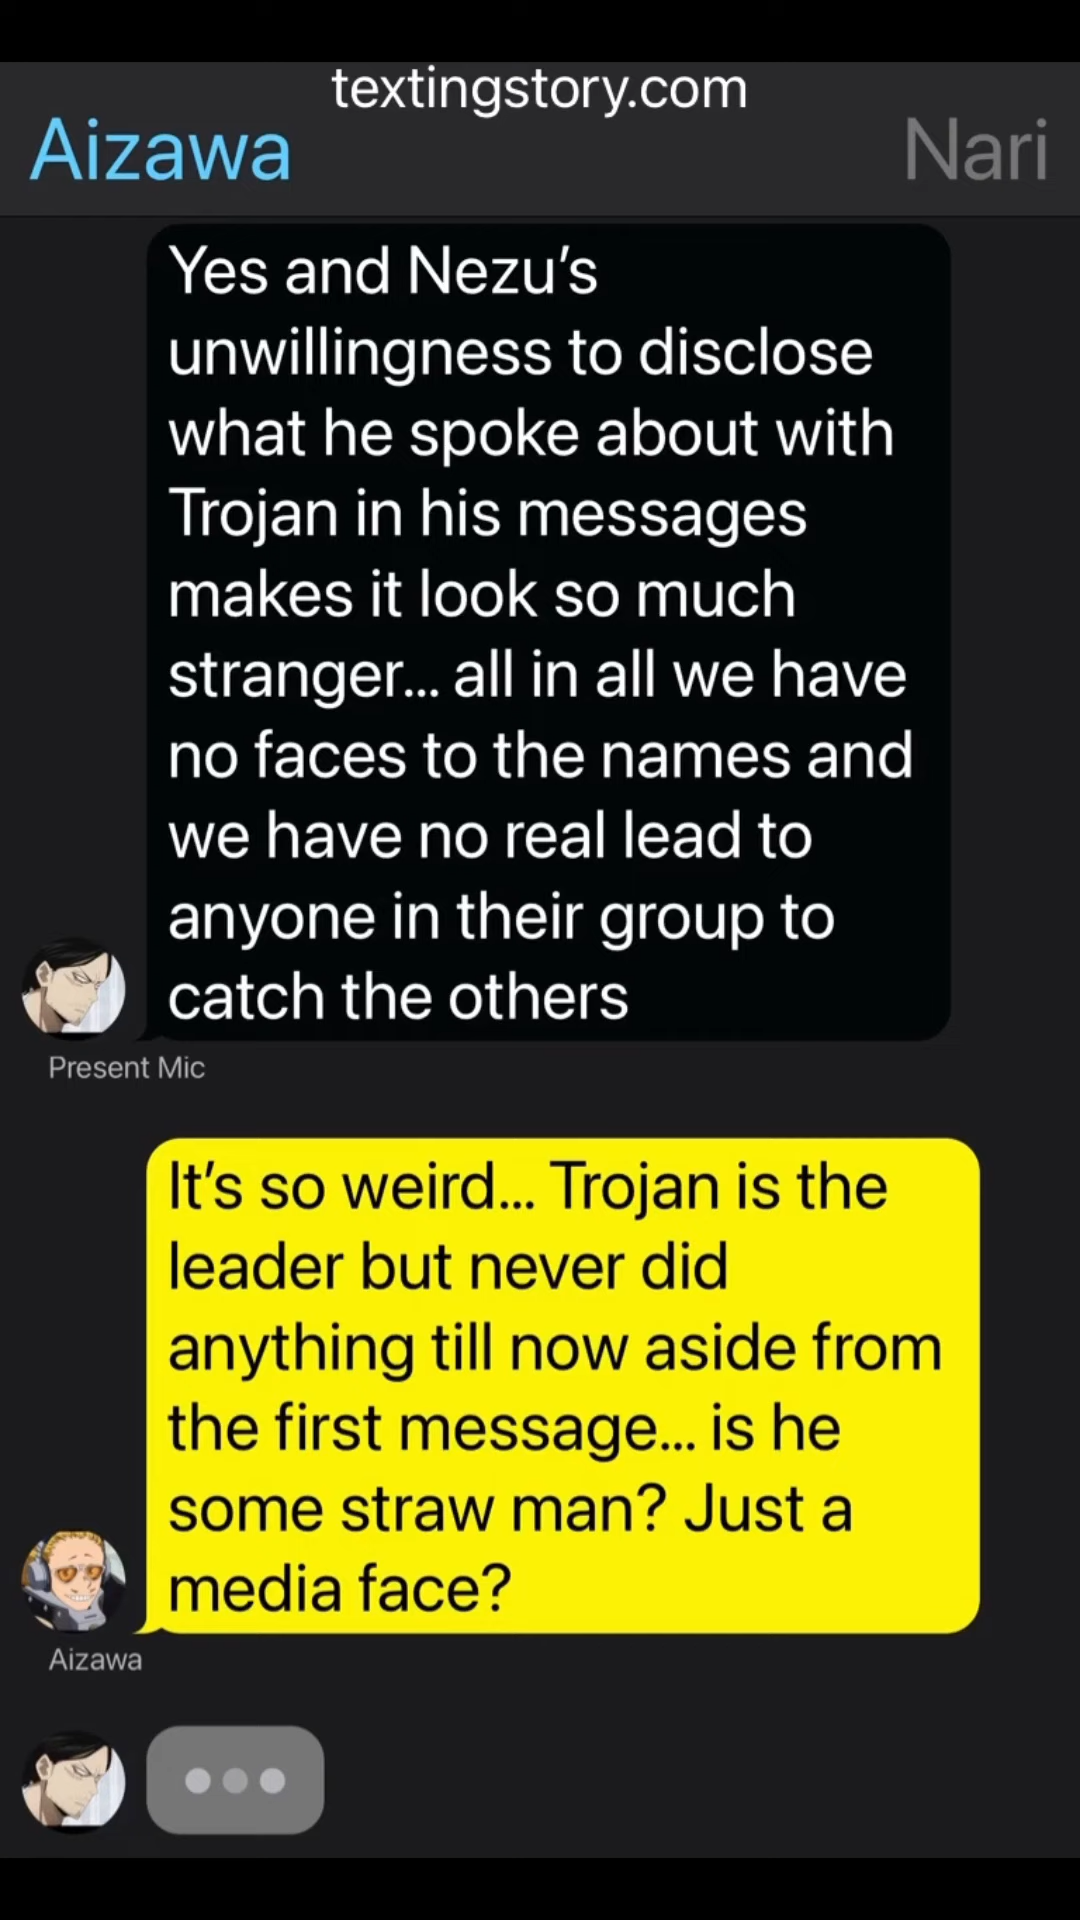 textingstory.com
Aizawa
Nari
Yes and Nezu’s
unwillingness to disclose
what he spoke about with
Trojan in his messages
makes it look so much
stranger... all in all we have
no faces to the names and
we have no real lead to
anyone in their group to
catch the others
Present Mic
It’s so weird... Trojan is the
leader but never did
anything till now aside from
the first message... is he
some straw man? Just a
media face?
Aizawa